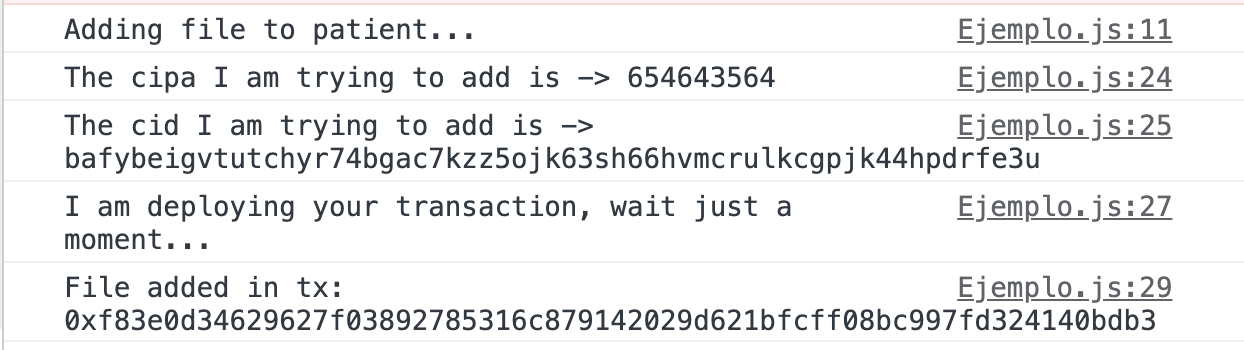 Adding file to patient... Ejemplo.js:11
The cipa I am trying to add is -> 654643564 Ejemplo.js:24
The cid I am trying to add is -> Ejemplo.js:25
bafybeigvtutchyr74bgac7kzz5ojk63sh66hvmcrulkcgpjk44hpdrfe3u
I am deploying your transaction, wait just a Ejemplo.js:27
moment...
File added in tx: Ejemplo.js:29
0xf83e0d34629627f03892785316c879142029d621bfcff08bc997fd324140bdb3